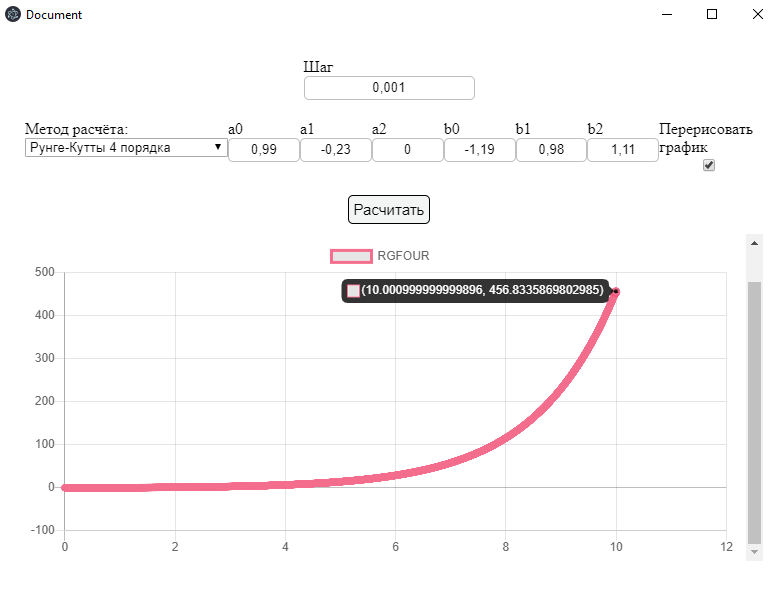 Document
Шаг
0,001
Метод расчёта: a0 a1 a2 b0 b1 b2 Перерисовать график
Рунге-Кутты 4 порядка 0,99 -0,23 0 -1,19 0,98 1,11
Расчитать
RGFOUR
(10.000999999999896, 456.8335869802985)
500
400
300
200
100
0
-100
0 2 4 6 8 10 12